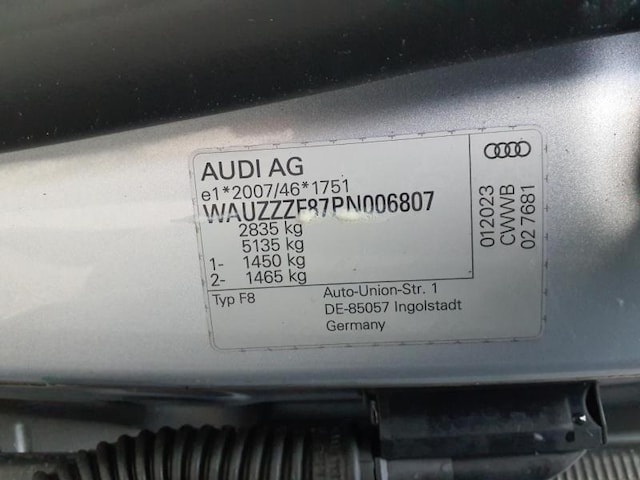 AUDI AG
e1*2007/46*1751
WAUZZZF87PN006807
2835 kg
5135 kg
1- 1450 kg
2- 1465 kg
Typ F8
Auto-Union-Str. 1
DE-85057 Ingolstadt
Germany
012023
CWWB
02 7681